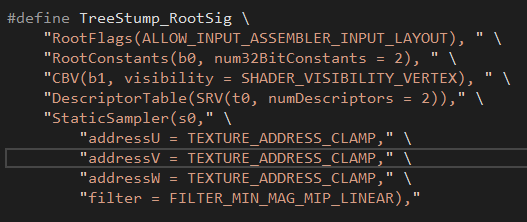 #define TreeStump_RootSig \
"RootFlags(ALLOW_INPUT_ASSEMBLER_INPUT_LAYOUT), " \
"RootConstants(b0, num32BitConstants = 2), " \
"CBV(b1, visibility = SHADER_VISIBILITY_VERTEX), " \
"DescriptorTable(SRV(t0, numDescriptors = 2))," \
"StaticSampler(s0," \
"addressU = TEXTURE_ADDRESS_CLAMP," \
"addressV = TEXTURE_ADDRESS_CLAMP," \
"addressW = TEXTURE_ADDRESS_CLAMP," \
"filter = FILTER_MIN_MAG_MIP_LINEAR),"